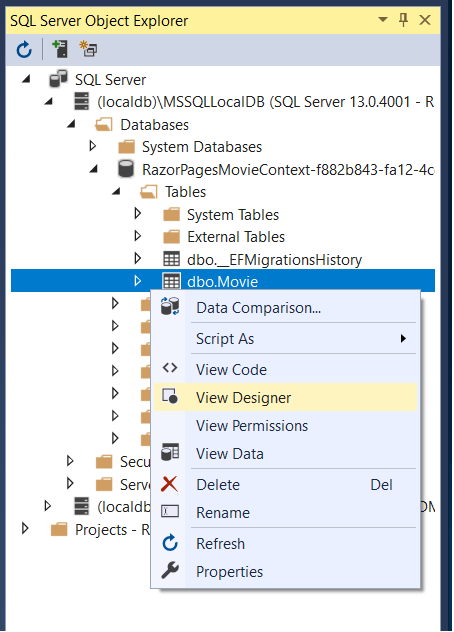 SQL Server Object Explorer
SQL Server
(localdb)\MSSQLLocalDB (SQL Server 13.0.4001 - R
Databases
System Databases
RazorPagesMovieContext-f882b843-fa12-4c
Tables
System Tables
External Tables
dbo.__EFMigrationsHistory
dbo.Movie
Data Comparison...
Script As
View Code
View Designer
View Permissions
View Data
Secu
Delete Del
Serv
(localdb
Rename
Projects - R
Refresh
Properties